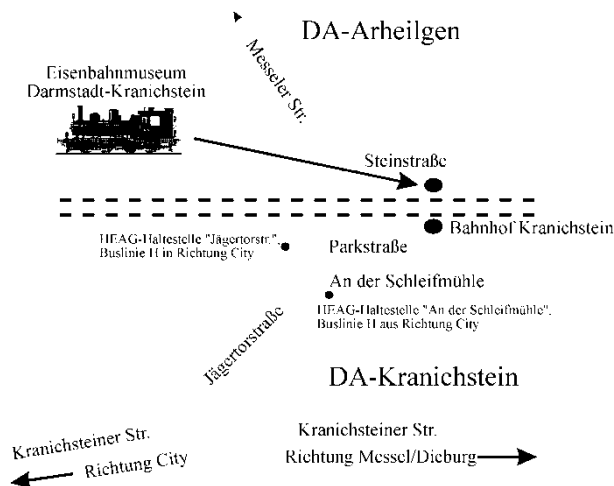 DA-Arheilgen
Messeler Str.
Eisenbahnmuseum
Darmstadt-Kranichstein
Steinstraße
Bahnhof Kranichstein
HEAG-Haltestelle "Jägertorstr.",
Buslinie H in Richtung City
Parkstraße
An der Schleifmühle
HEAG-Haltestelle "An der Schleifmühle",
Buslinie H aus Richtung City
Jägertorstraße
DA-Kranichstein
Kranichsteiner Str.
Richtung City
Kranichsteiner Str.
Richtung Messel/Dieburg